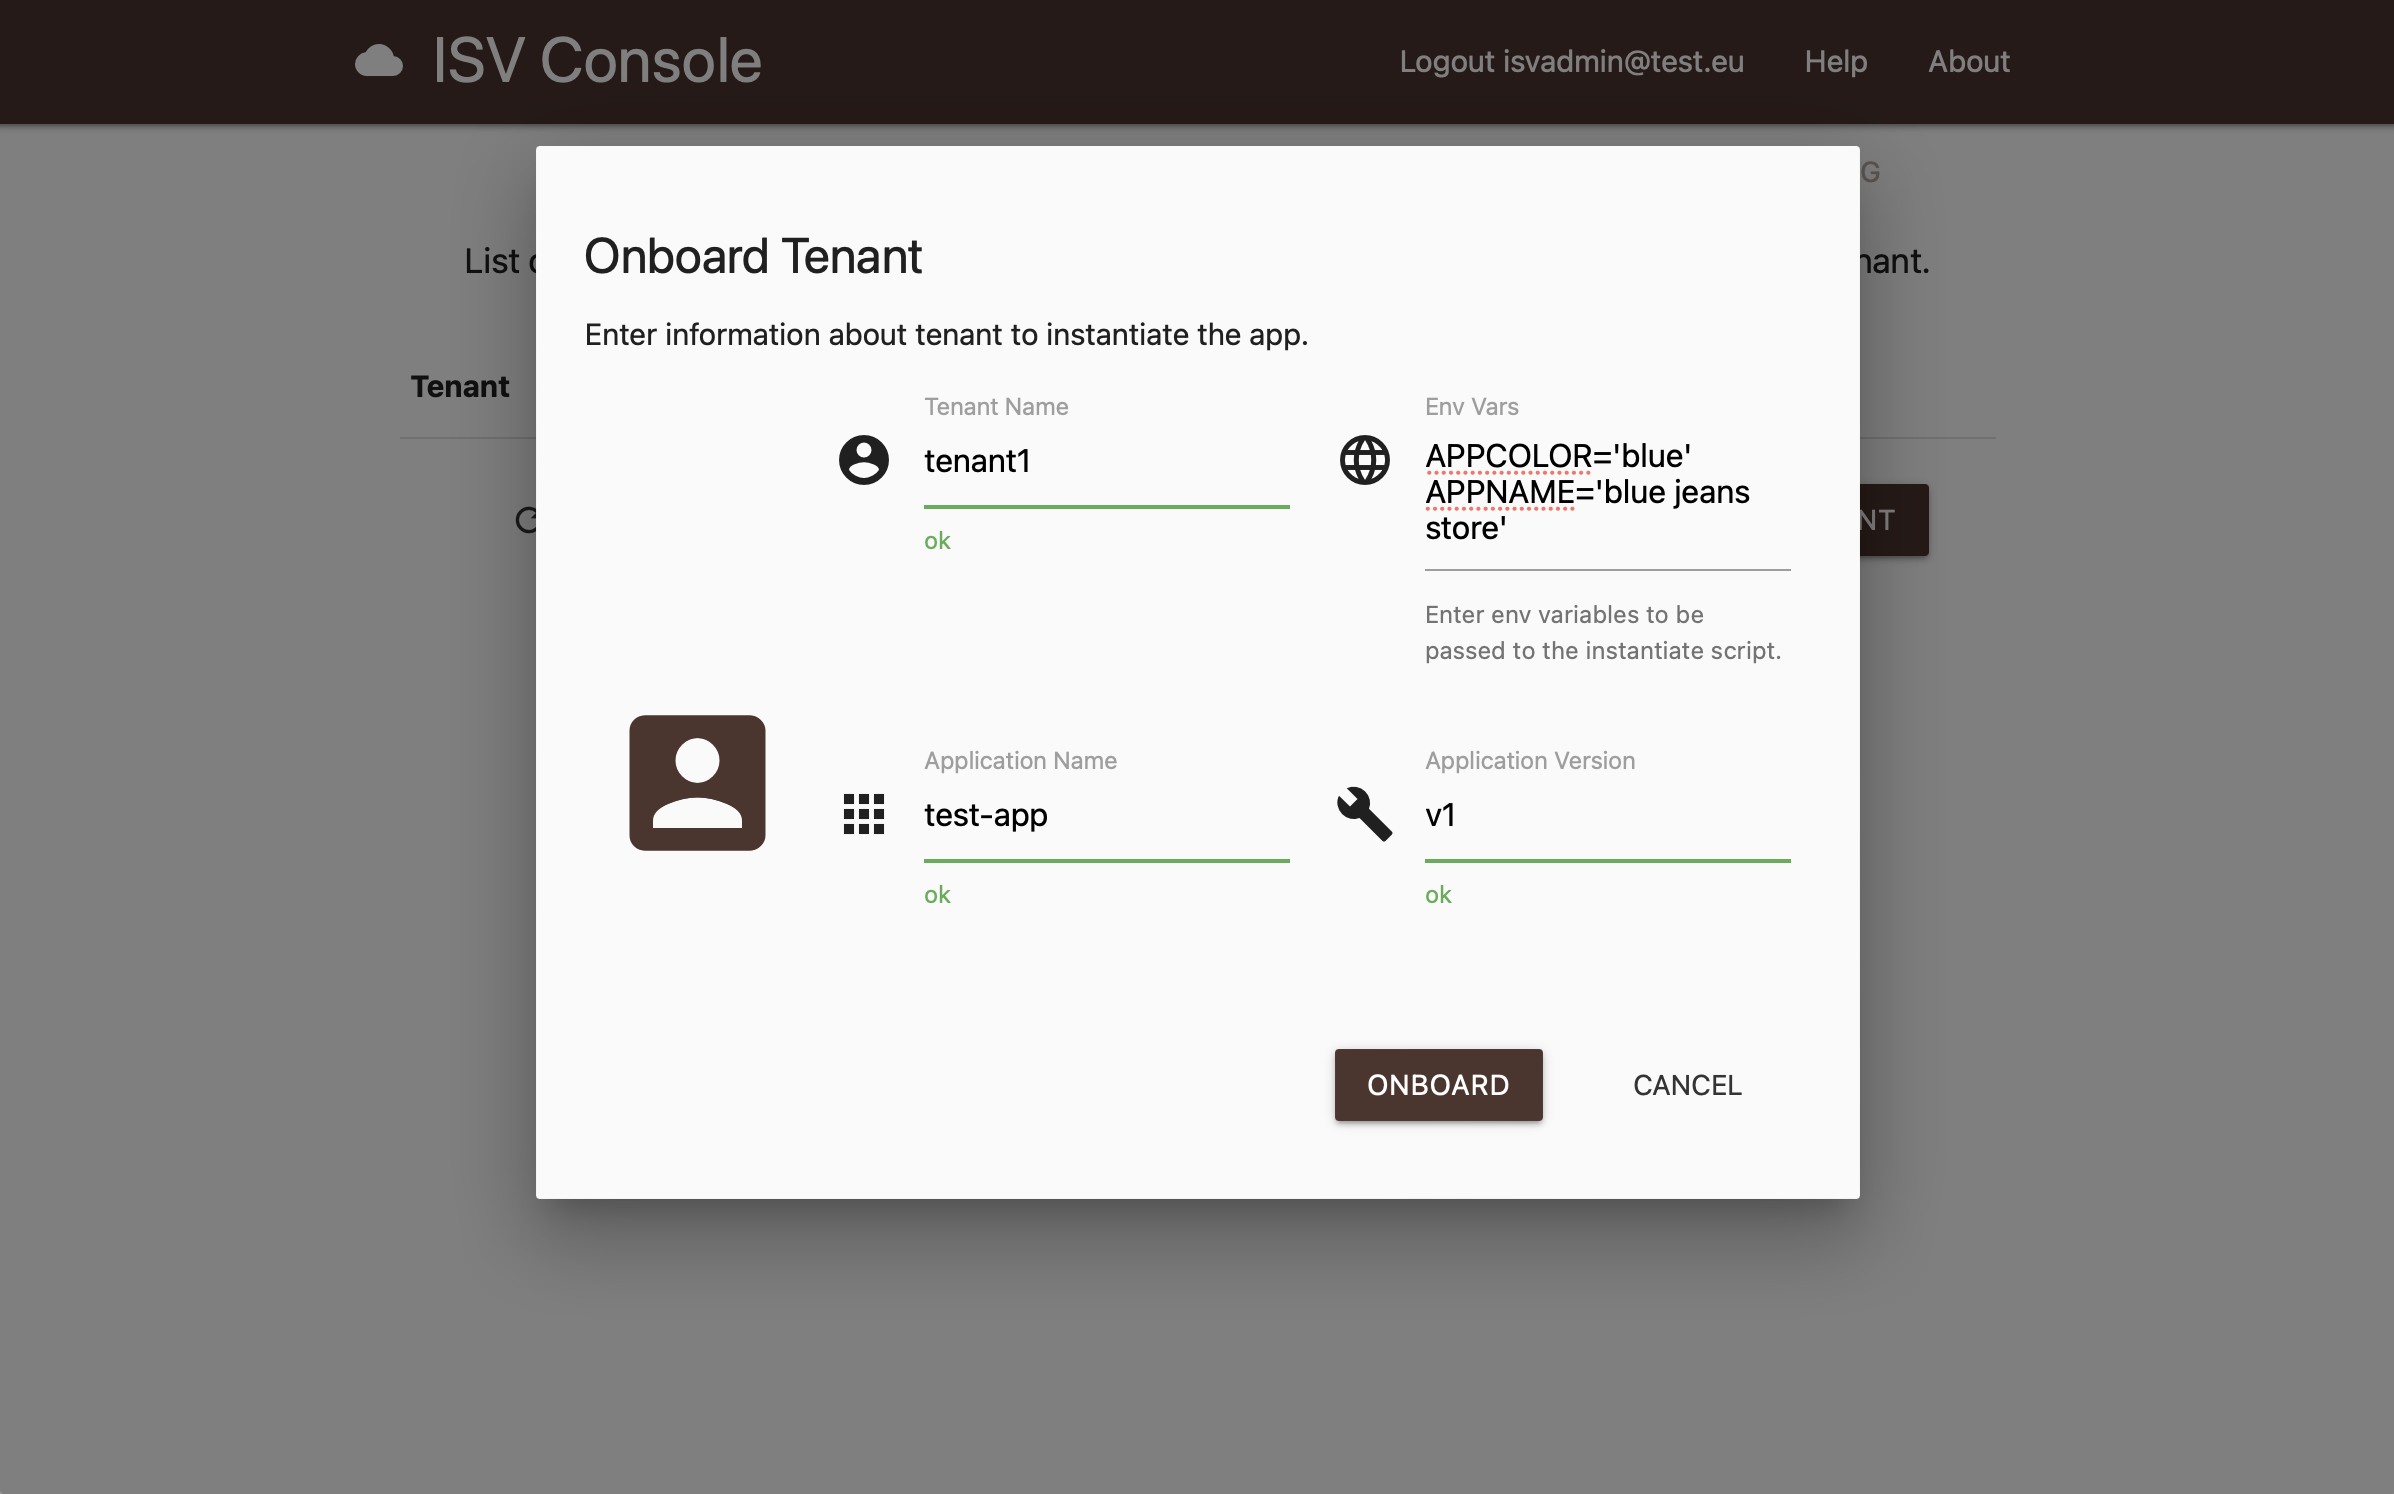 ISV Console
Logout isvadmin@test.eu
Help
About
List
nant.
Tenant
NT
Onboard Tenant
Enter information about tenant to instantiate the app.
Tenant Name
tenant1
ok
Env Vars
APPCOLOR='blue'
APPNAME='blue jeans
store'
Enter env variables to be
passed to the instantiate script.
Application Name
test-app
ok
Application Version
v1
ok
ONBOARD
CANCEL